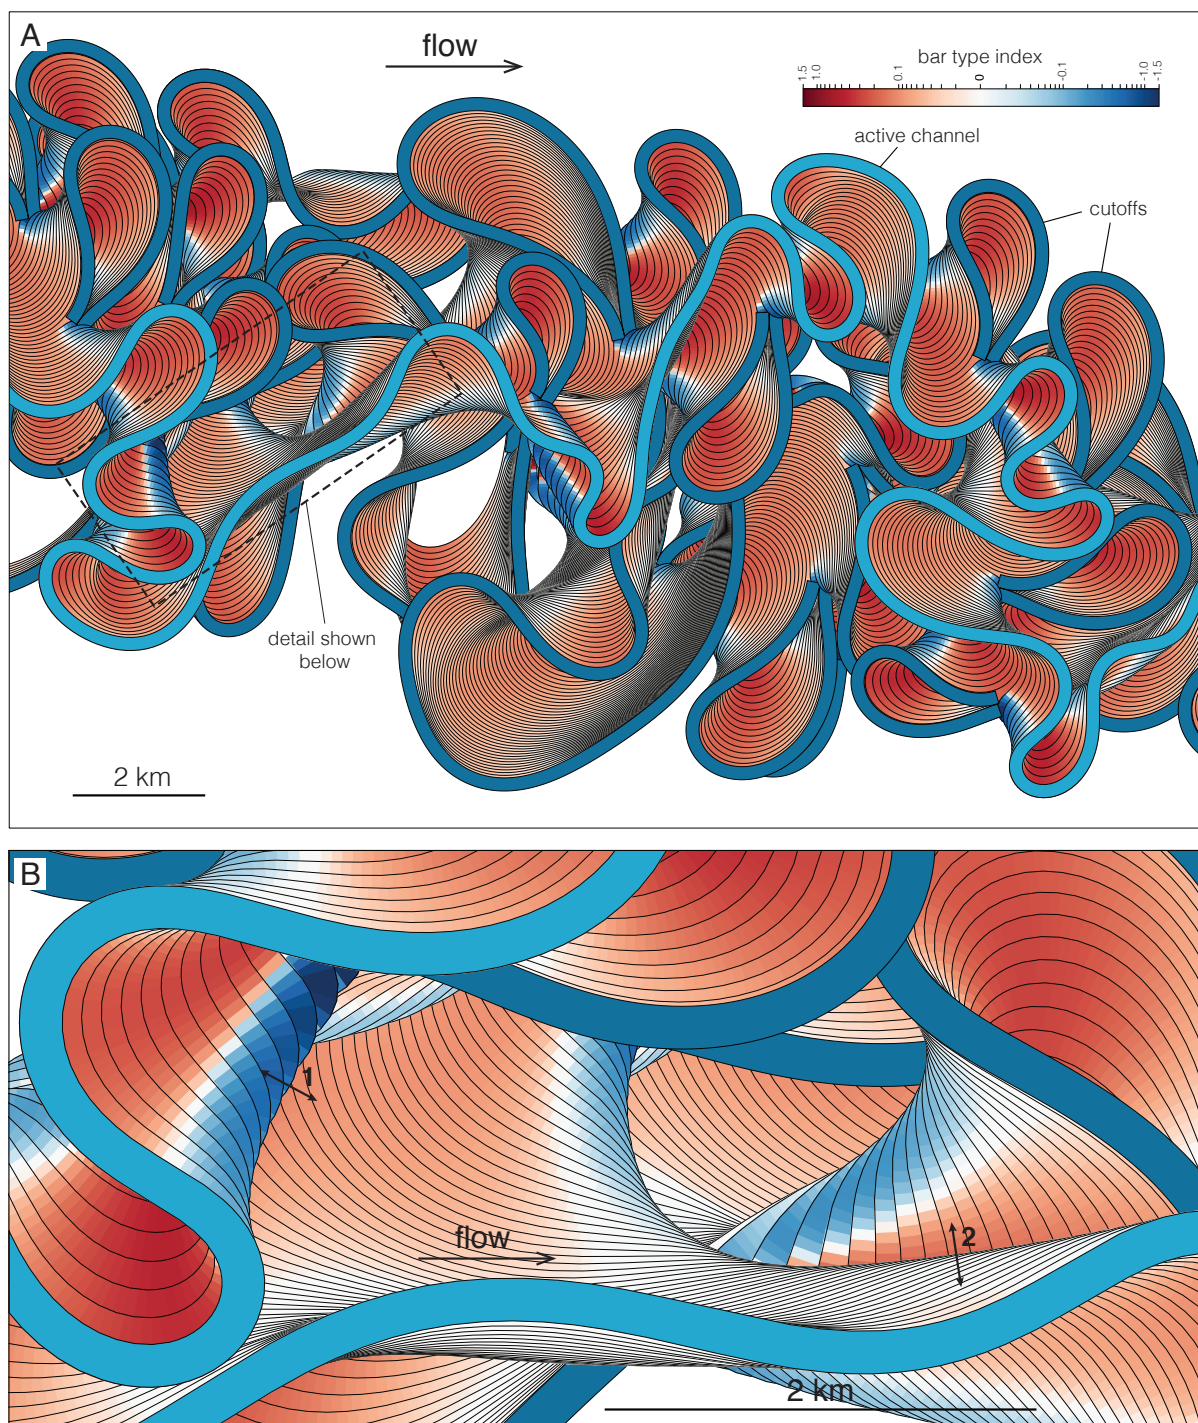 A
flow
bar type index
1.5
1.0
0.1
0
-0.1
-1.0
-1.5
active channel
cutoffs
detail shown
below
2 km
B
1
flow
2
2 km